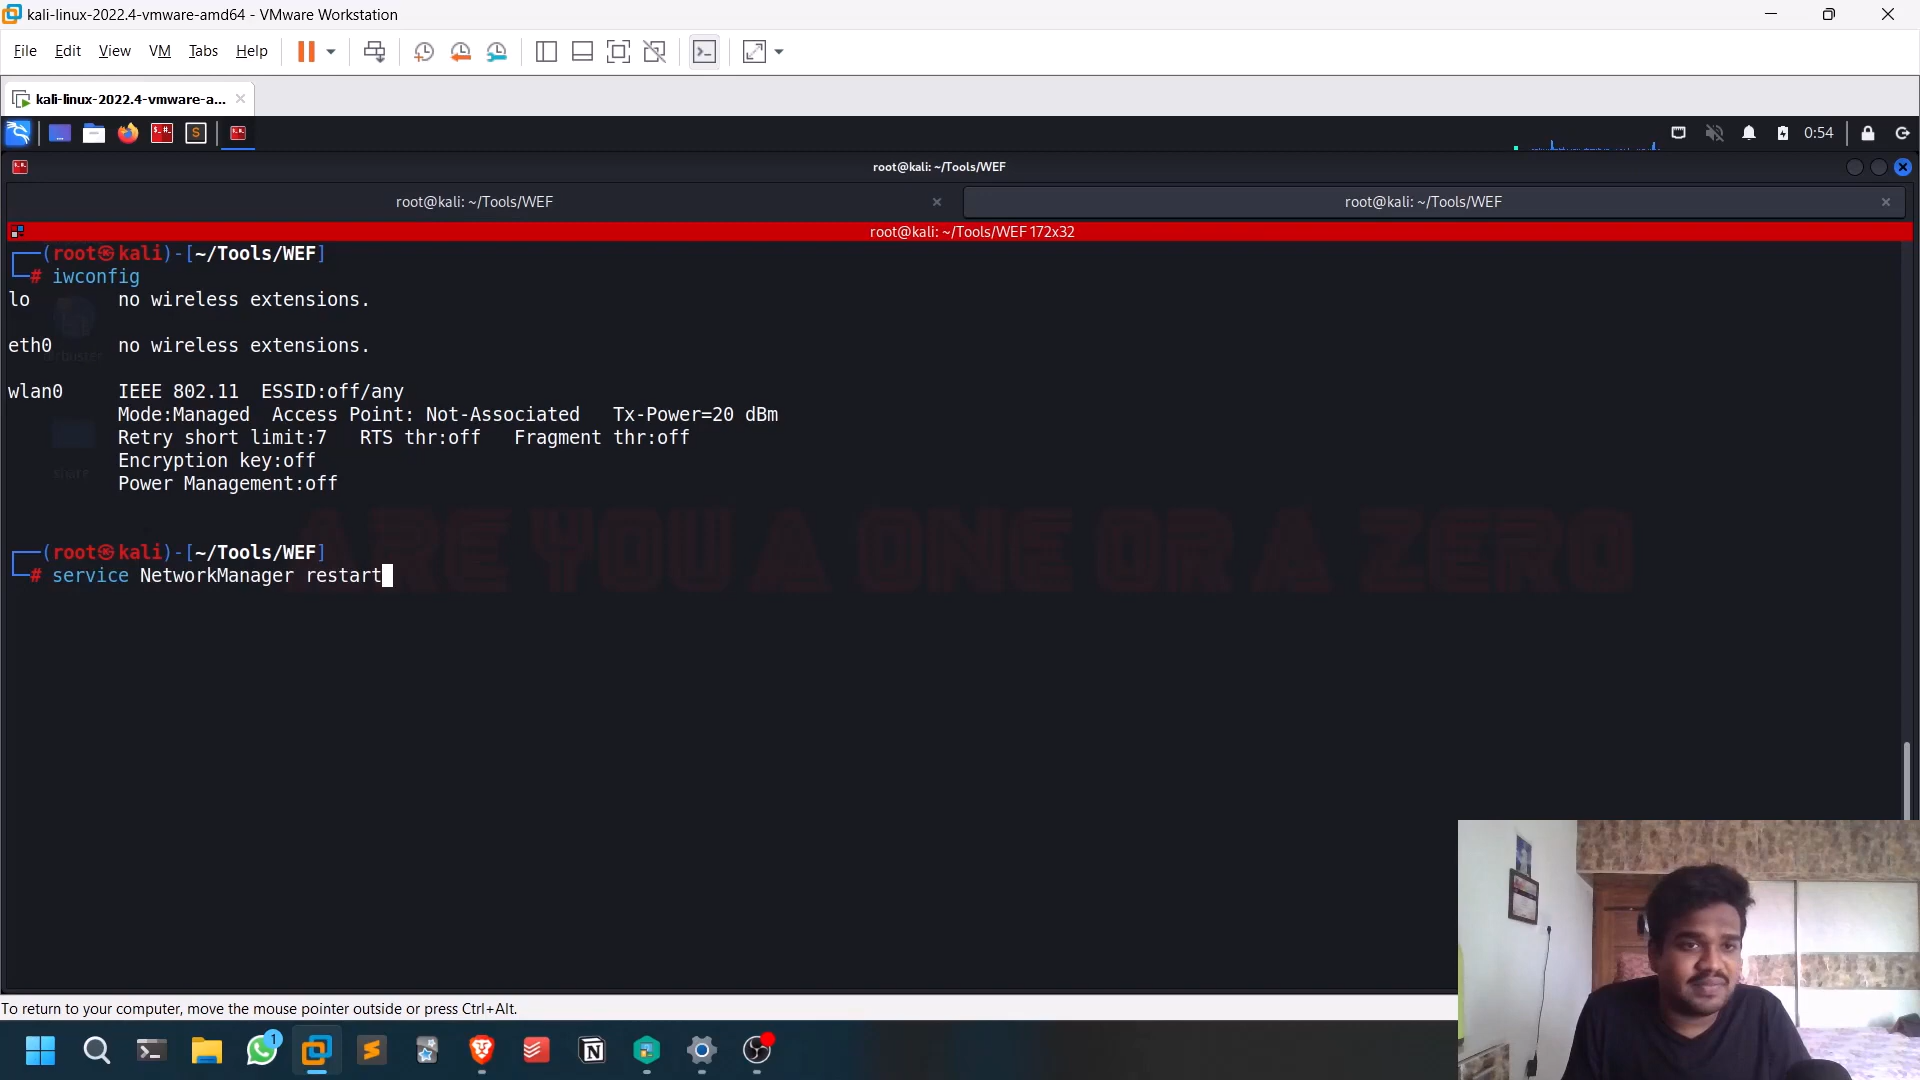 kali-linux-2022.4-vmware-amd64 - VMware Workstation
File Edit View VM Tabs Help
kali-linux-2022.4-vmware-a...
0:54
root@kali: ~/Tools/WEF
root@kali: ~/Tools/WEF
root@kali: ~/Tools/WEF
root@kali: ~/Tools/WEF 172x32
(root㉿kali)-[~/Tools/WEF]
# iwconfig
lo no wireless extensions.
eth0 no wireless extensions.
wlan0 IEEE 802.11 ESSID:off/any
Mode:Managed Access Point: Not-Associated Tx-Power=20 dBm
Retry short limit:7 RTS thr:off Fragment thr:off
Encryption key:off
Power Management:off
ARE YOU A ONE OR A ZERO
(root㉿kali)-[~/Tools/WEF]
# service NetworkManager restart
To return to your computer, move the mouse pointer outside or press Ctrl+Alt.
1